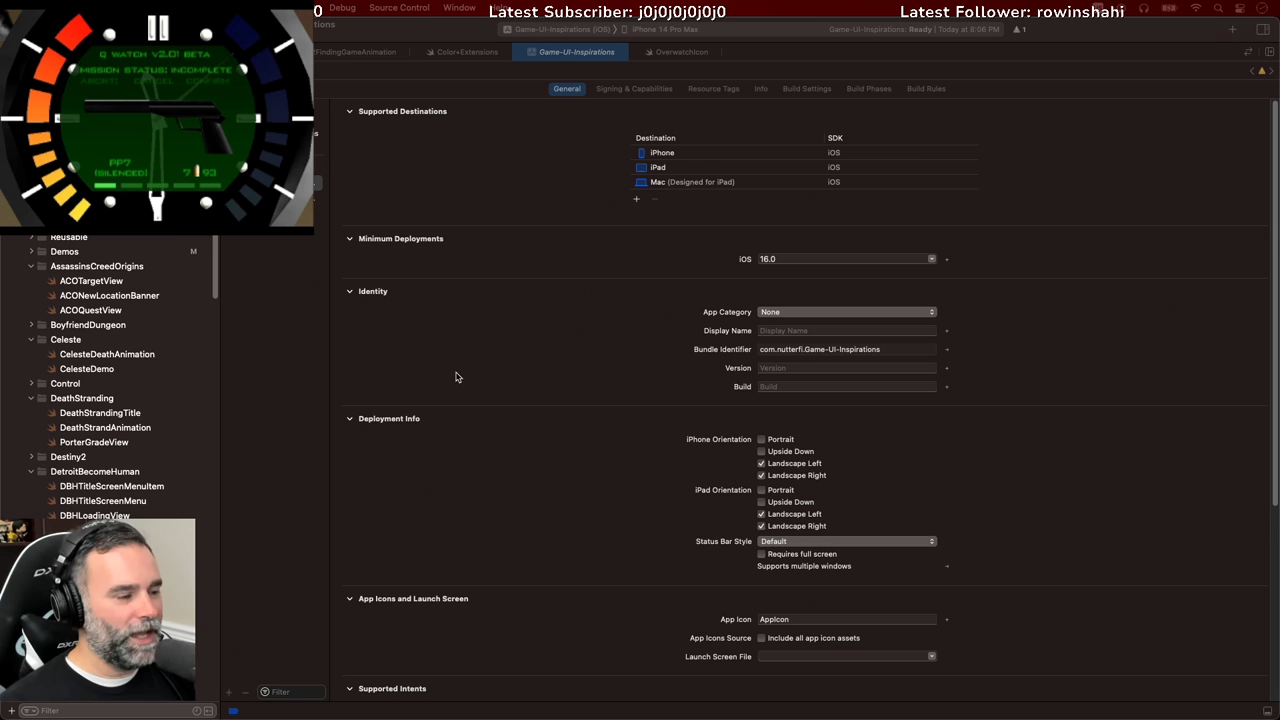 Debug Source Control Window
0 Latest Subscriber: j0j0j0j0j0j0 Latest Follower: rowinshahi
Game-UI-Inspirations (iOS) 〉 iPhone 14 Pro Max
Game-UI-Inspirations: Ready | Today at 8:06 PM
1
2FindingGameAnimation
Color+Extensions
Game-UI-Inspirations
OverwatchIcon
General
Signing & Capabilities
Resource Tags
Info
Build Settings
Build Phases
Build Rules
Q WATCH V2.01 BETA
MISSION STATUS: INCOMPLETE
ABORT: CANCEL CONFIRM
PP7
(SILENCED)
7 93
Reusable
Demos M
AssassinsCreedOrigins
ACOTargetView
ACONewLocationBanner
ACOQuestView
BoyfriendDungeon
Celeste
CelesteDeathAnimation
CelesteDemo
Control
DeathStranding
DeathStrandingTitle
DeathStrandAnimation
PorterGradeView
Destiny2
DetroitBecomeHuman
DBHTitleScreenMenuItem
DBHTitleScreenMenu
DBHLoadingView
Filter
Filter
Supported Destinations
Destination SDK
iPhone iOS
iPad iOS
Mac (Designed for iPad) iOS
Minimum Deployments
iOS 16.0
Identity
App Category None
Display Name Display Name
Bundle Identifier com.nutterfi.Game-UI-Inspirations
Version Version
Build Build
Deployment Info
iPhone Orientation Portrait
Upside Down
Landscape Left
Landscape Right
iPad Orientation Portrait
Upside Down
Landscape Left
Landscape Right
Status Bar Style Default
Requires full screen
Supports multiple windows
App Icons and Launch Screen
App Icon AppIcon
App Icons Source Include all app icon assets
Launch Screen File
Supported Intents